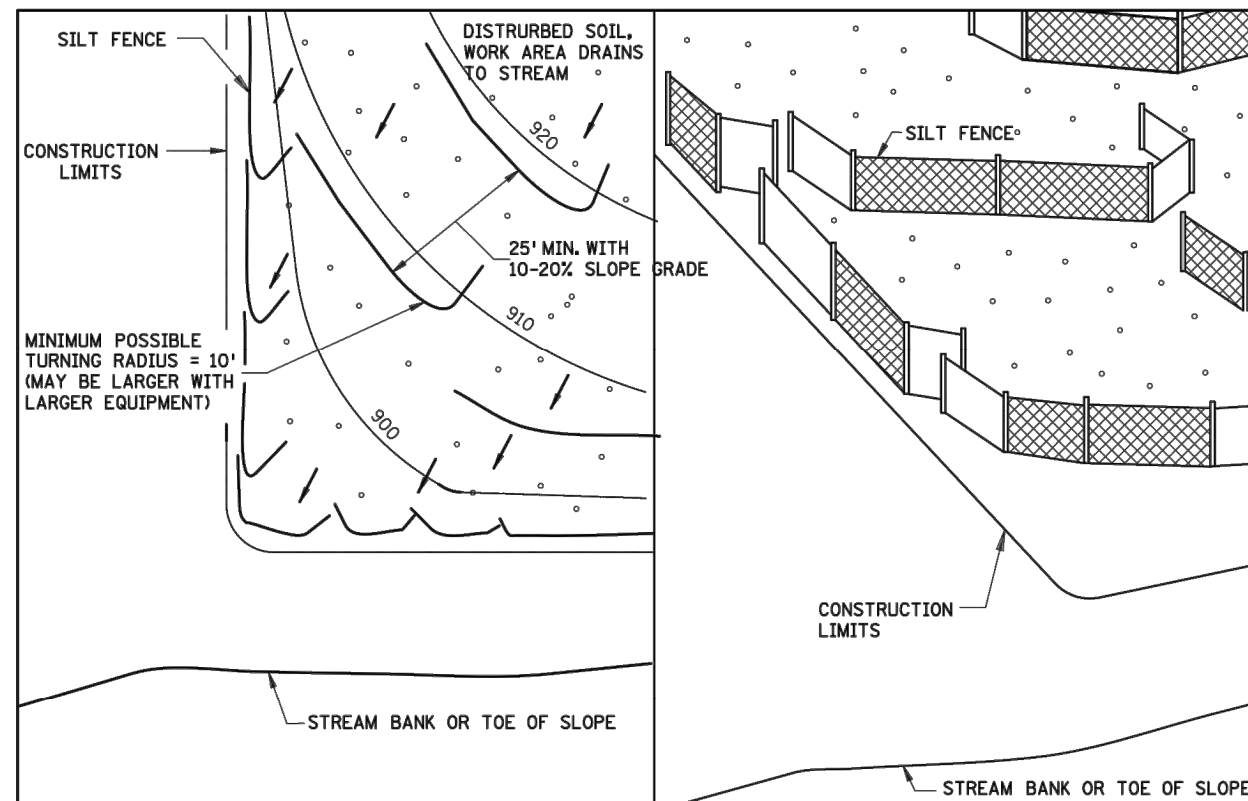 SILT FENCE
DISTRURBED SOIL,
WORK AREA DRAINS
TO STREAM
920
CONSTRUCTION
LIMITS
25' MIN. WITH
10-20% SLOPE GRADE
910
MINIMUM POSSIBLE
TURNING RADIUS = 10'
(MAY BE LARGER WITH
LARGER EQUIPMENT)
900
STREAM BANK OR TOE OF SLOPE
SILT FENCE
CONSTRUCTION
LIMITS
STREAM BANK OR TOE OF SLOPE